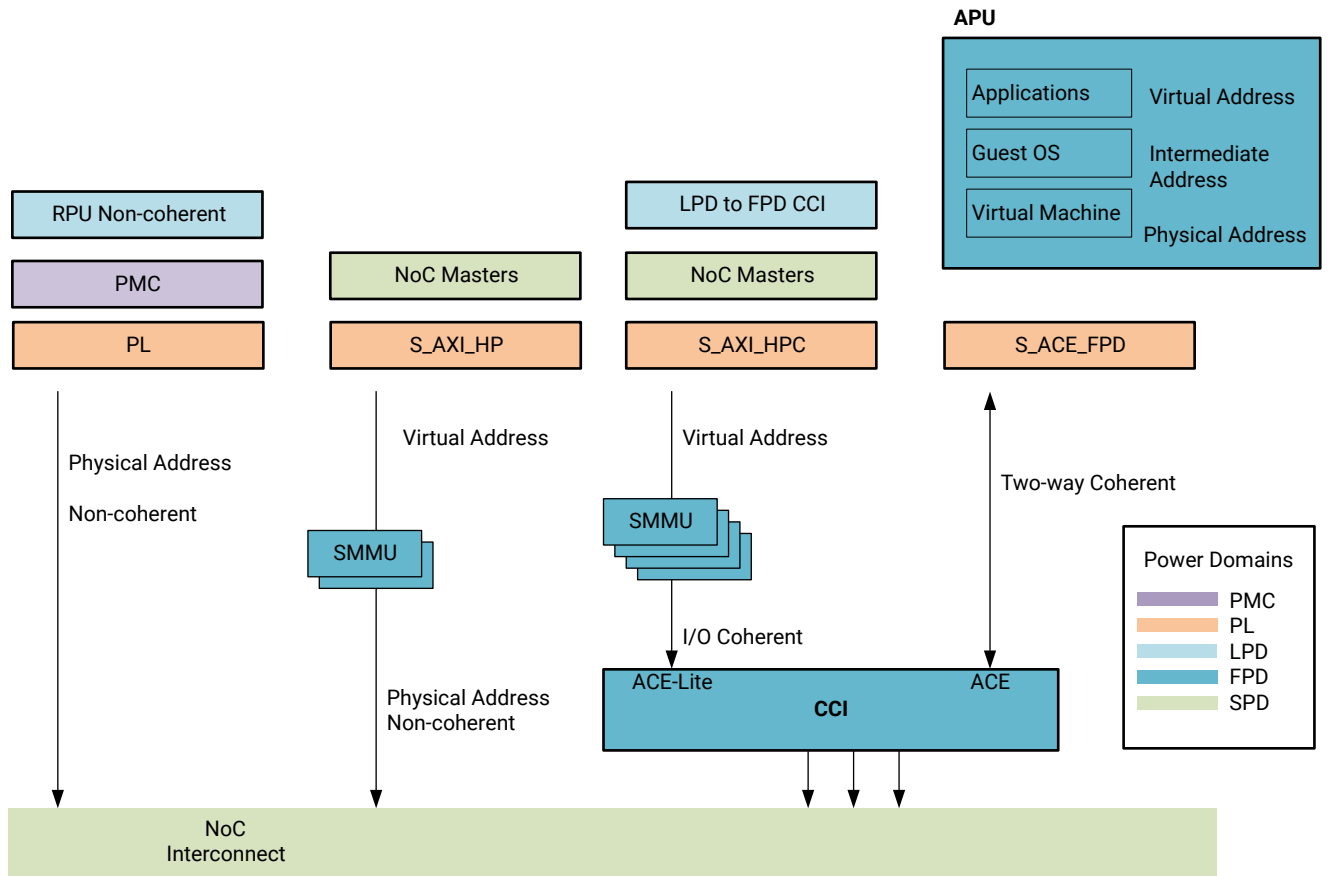 APU
Applications
Virtual Address
Guest OS
Intermediate
Address
Virtual Machine
Physical Address
RPU Non-coherent
PMC
PL
NoC Masters
S_AXI_HP
LPD to FPD CCI
NoC Masters
S_AXI_HPC
S_ACE_FPD
Physical Address
Non-coherent
Virtual Address
SMMU
Physical Address
Non-coherent
Virtual Address
SMMU
I/O Coherent
Two-way Coherent
ACE-Lite
ACE
CCI
Power Domains
PMC
PL
LPD
FPD
SPD
NoC
Interconnect